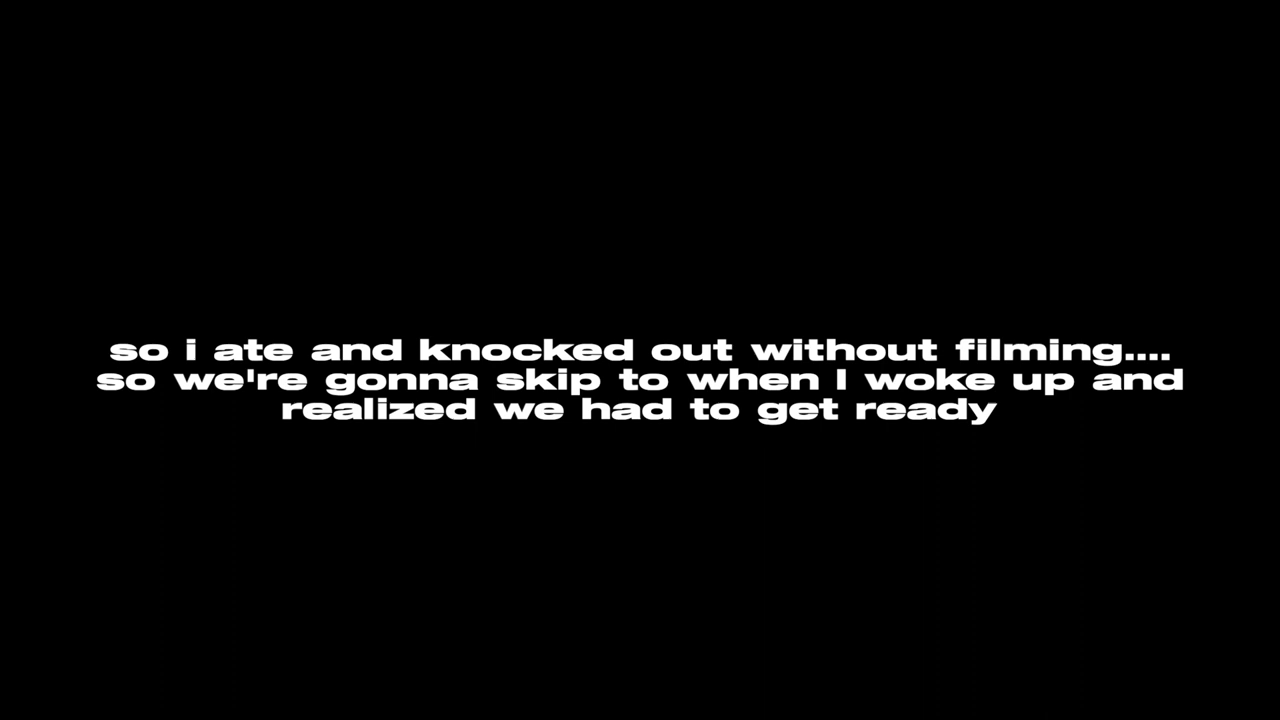 so i ate and knocked out without filming....
so we're gonna skip to when I woke up and
realized we had to get ready